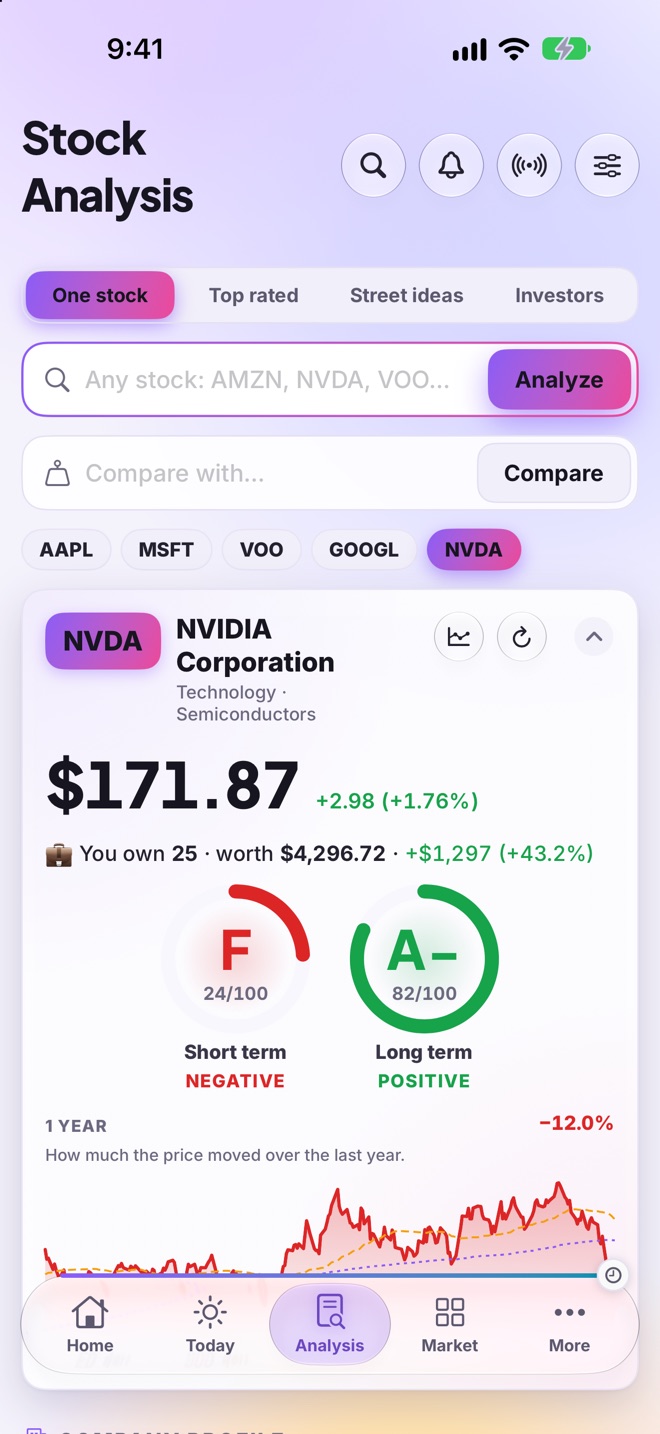 9:41
Stock
Analysis
One stock
Top rated
Street ideas
Investors
Any stock: AMZN, NVDA, VOO...
Analyze
Compare with...
Compare
AAPL
MSFT
VOO
GOOGL
NVDA
NVDA
NVIDIA
Corporation
Technology ·
Semiconductors
$171.87
+2.98 (+1.76%)
You own 25 · worth $4,296.72 · +$1,297 (+43.2%)
F
24/100
A−
82/100
Short term
Long term
NEGATIVE
POSITIVE
1 YEAR
−12.0%
How much the price moved over the last year.
Home
Today
Analysis
Market
More